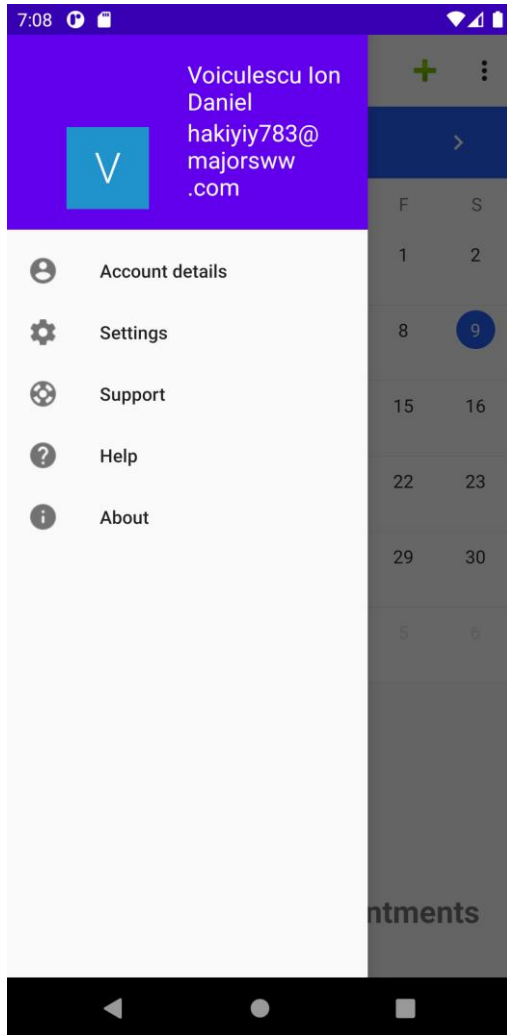 7:08
Voiculescu Ion
Daniel
hakiyiy783@
majorsww
.com
V
F S
Account details
1 2
Settings
8 9
Support
15 16
Help
22 23
About
29 30
5 6
ntments